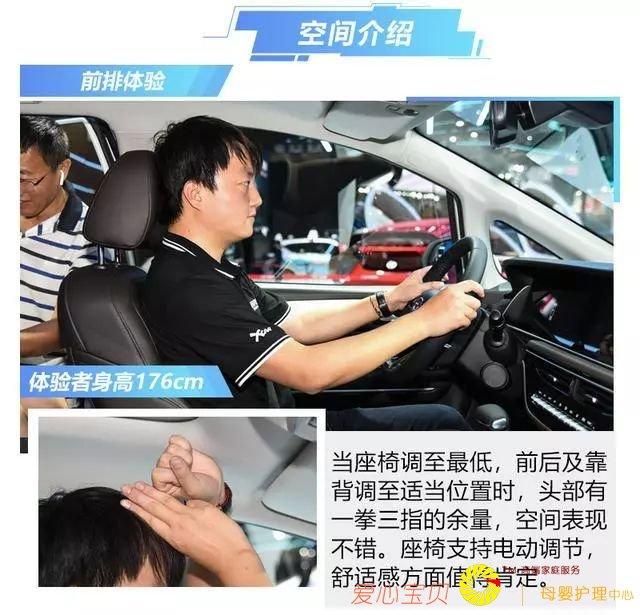 空间介绍
前排体验
体验者身高176cm
当座椅调至最低，前后及靠
背调至适当位置时，头部有
一拳三指的余量，空间表现
不错。座椅支持电动调节，
舒适感方面值得肯定。
高端家庭服务
爱心宝贝
母婴护理中心